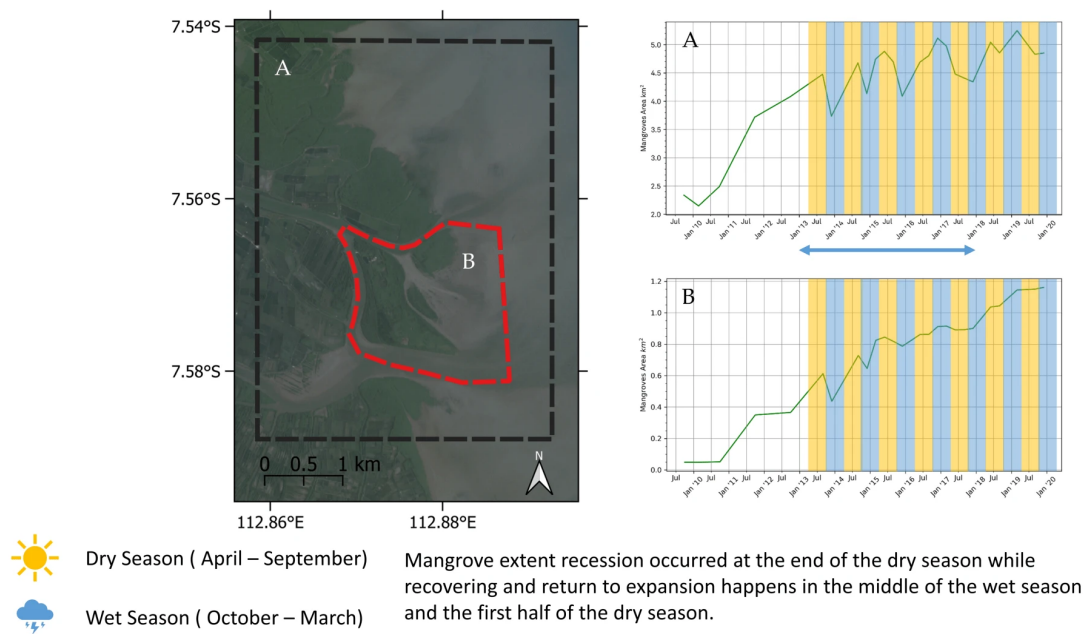 7.54°S
7.56°S
7.58°S
A
B
0 0.5 1 km
N
112.86°E
112.88°E
A
Mangroves Area km²
5.0
4.5
4.0
3.5
3.0
2.5
2.0
Jul
Jan '10
Jul
Jan '11
Jan '12
Jan '13
Jul
Jan '14
Jul
Jan '15
Jul
Jan '16
Jul
Jan '17
Jul
Jan '18
Jul
Jan '19
Jul
Jan '20
B
Mangroves Area km²
1.2
1.0
0.8
0.6
0.4
0.2
0.0
Jul
Jan '10
Jul
Jan '11
Jan '12
Jan '13
Jul
Jan '14
Jul
Jan '15
Jul
Jan '16
Jul
Jan '17
Jul
Jan '18
Jul
Jan '19
Jul
Jan '20
Dry Season ( April – September)
Wet Season ( October – March)
Mangrove extent recession occurred at the end of the dry season while
recovering and return to expansion happens in the middle of the wet season
and the first half of the dry season.